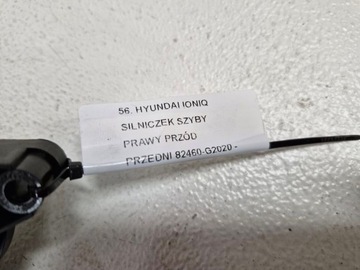 56. HYUNDAI IONIQ
SILNICZEK SZYBY
PRAWY PRZÓD
PRZEDNI 82460-G2020 -